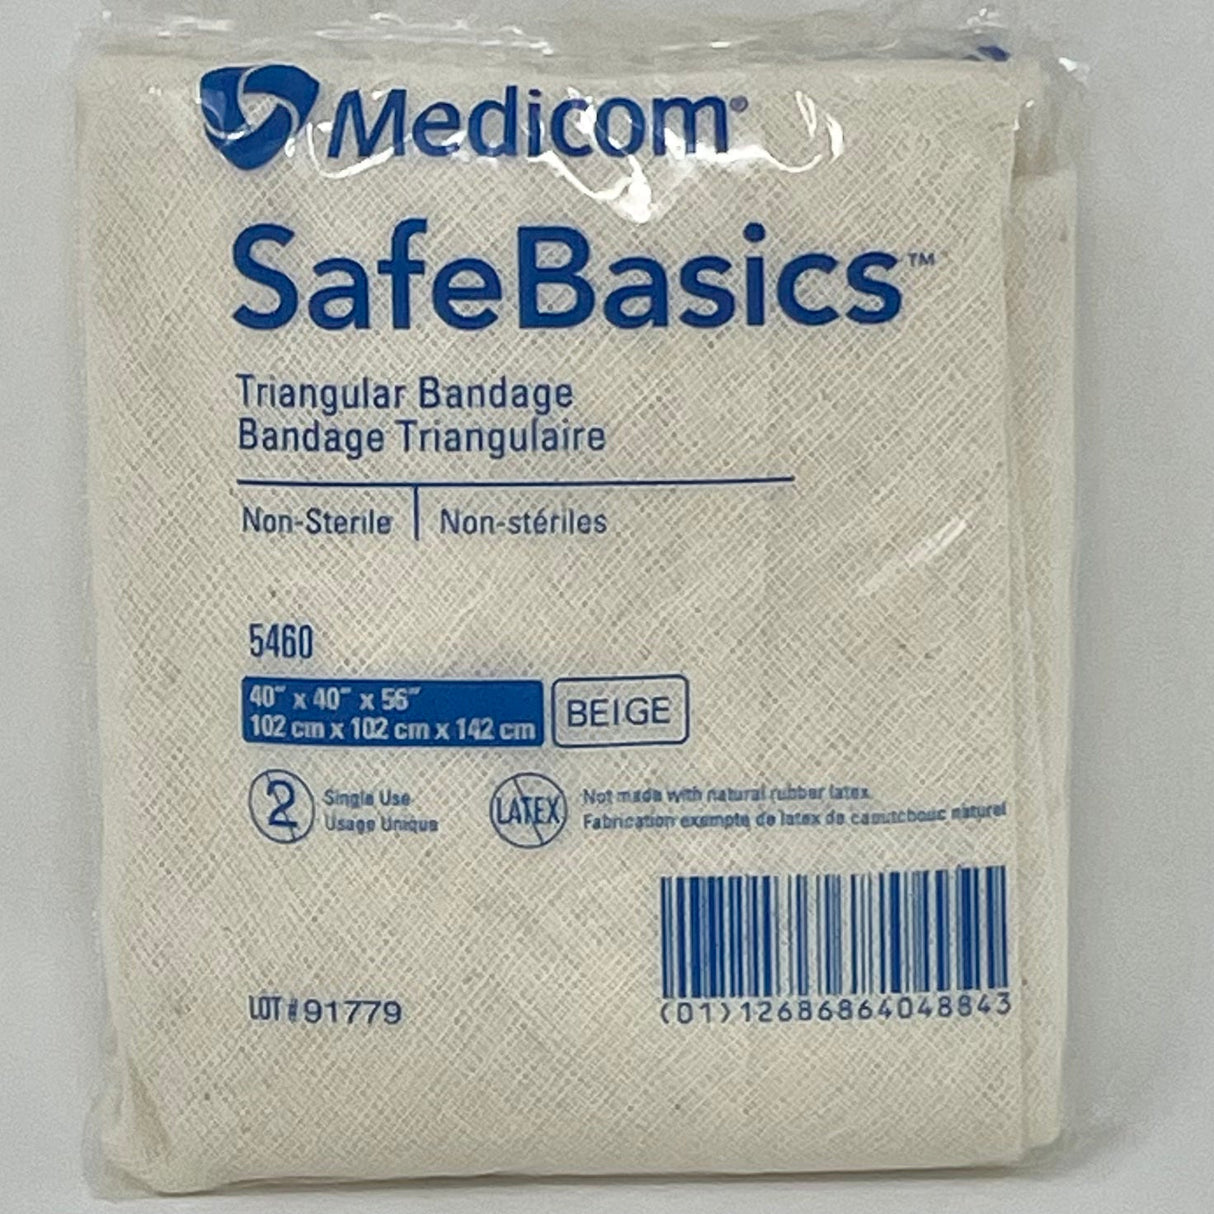 Medicom®
SafeBasics™
Triangular Bandage
Bandage Triangulaire
Non-Sterile | Non-stériles
5460
40" x 40" x 56"
102 cm x 102 cm x 142 cm
BEIGE
2
Single Use
Usage Unique
LATEX
Not made with natural rubber latex
Fabrication exempte de latex de caoutchouc naturel
LOT # 91779
(01)12686864048843